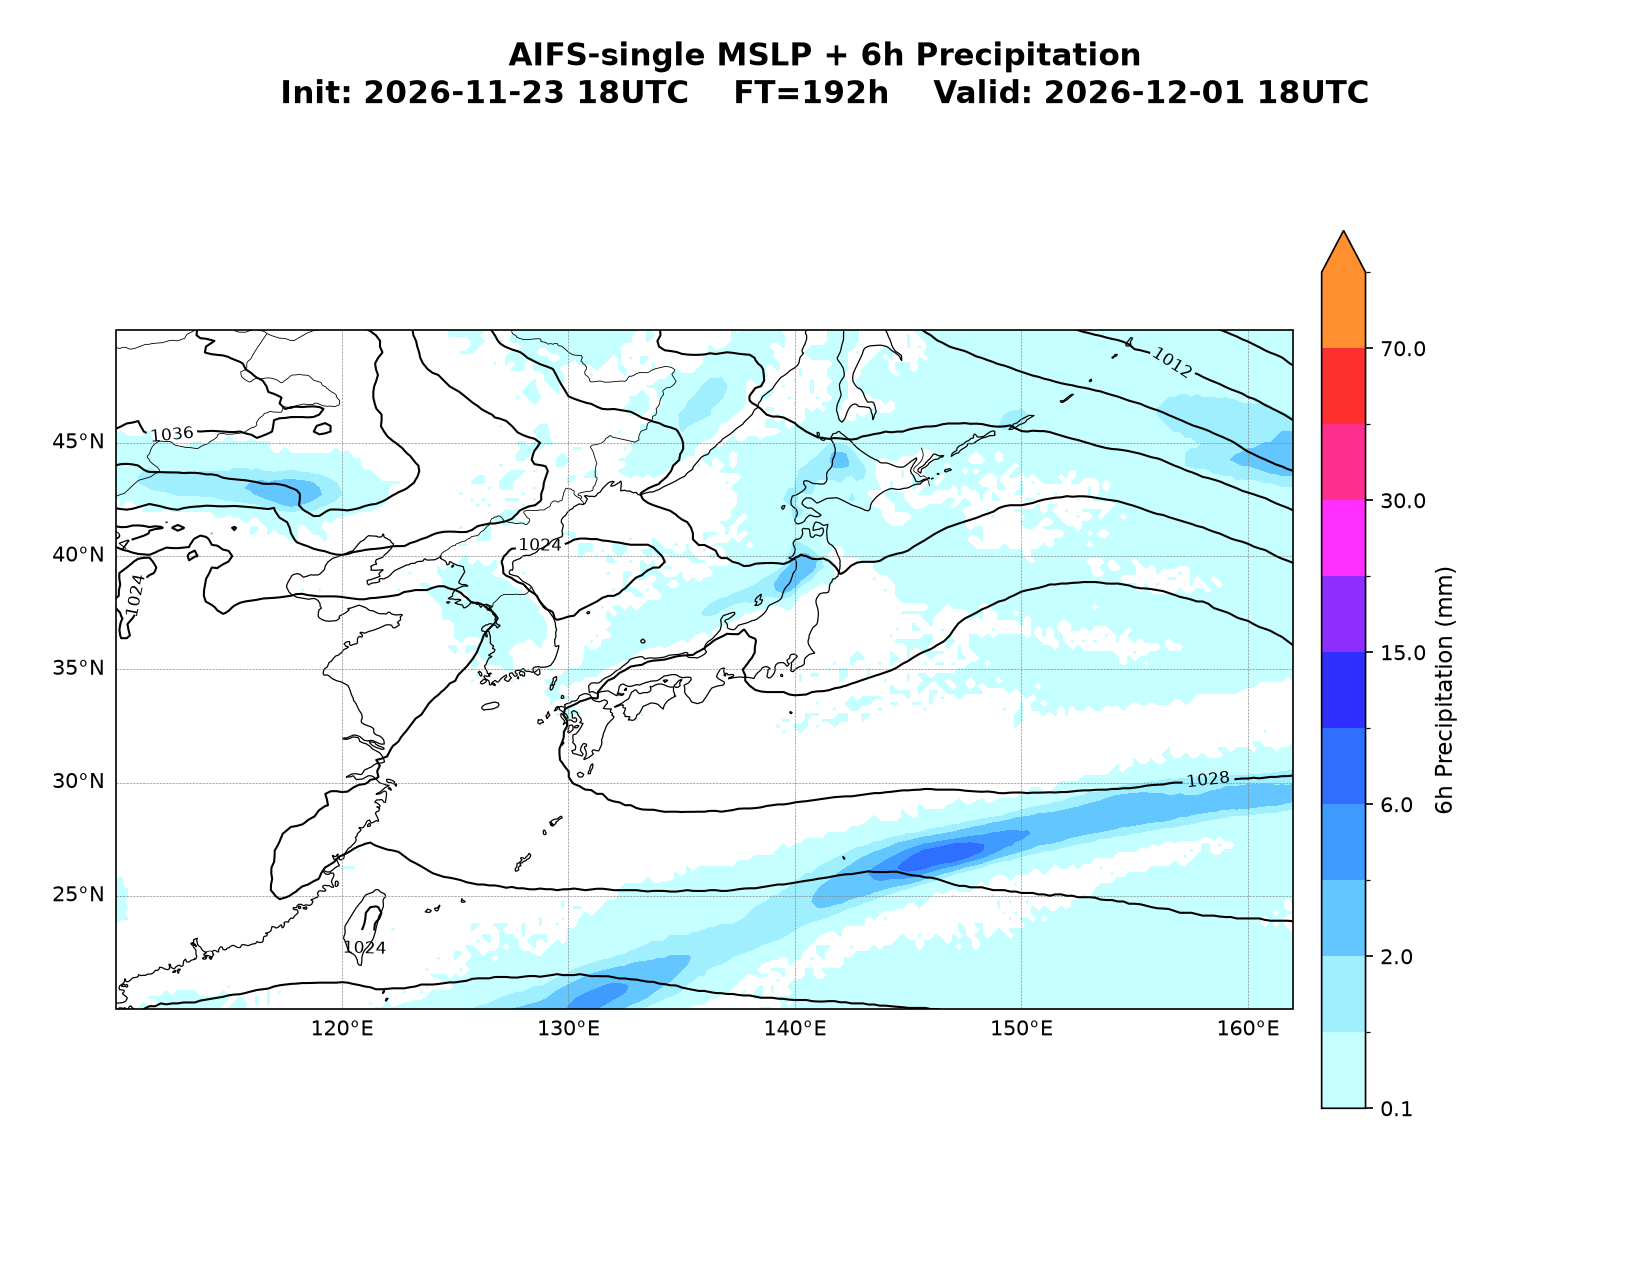 AIFS-single MSLP + 6h Precipitation
Init: 2026-11-23 18UTC    FT=192h    Valid: 2026-12-01 18UTC
1012
1036
1024
1024
1028
1024
45°N
40°N
35°N
30°N
25°N
120°E
130°E
140°E
150°E
160°E
70.0
30.0
15.0
6.0
2.0
0.1
6h Precipitation (mm)